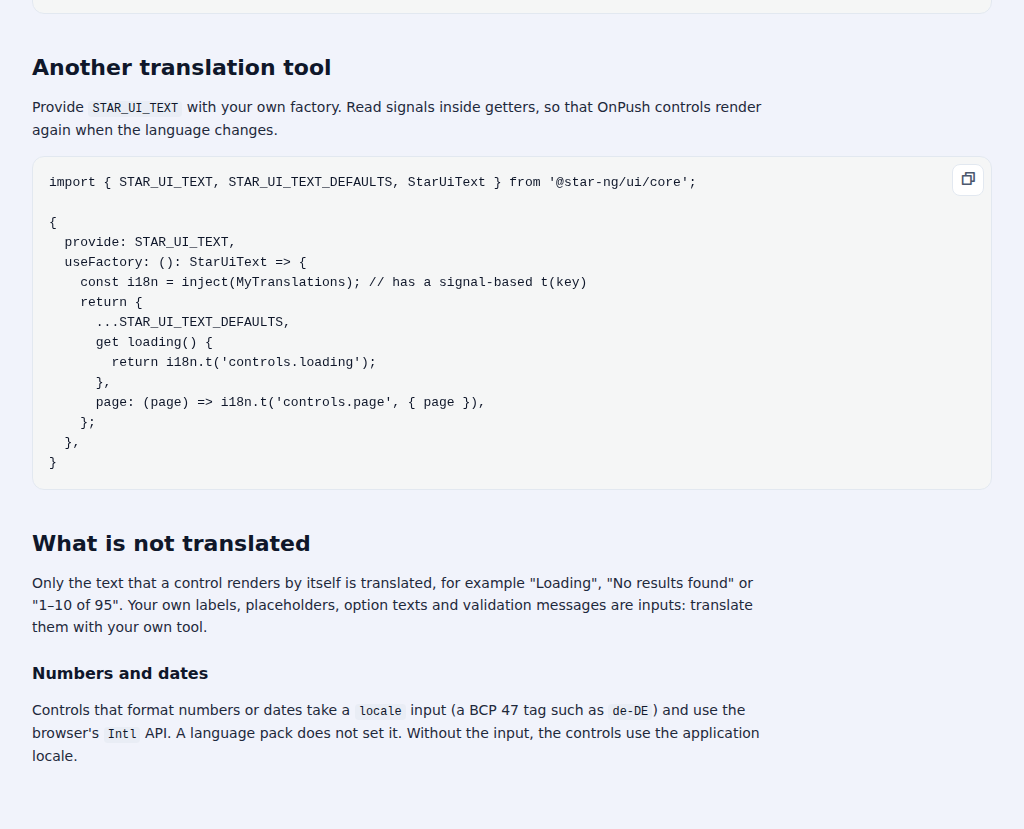 Another translation tool
Provide STAR_UI_TEXT with your own factory. Read signals inside getters, so that OnPush controls render
again when the language changes.
import { STAR_UI_TEXT, STAR_UI_TEXT_DEFAULTS, StarUiText } from '@star-ng/ui/core';
{
  provide: STAR_UI_TEXT,
  useFactory: (): StarUiText => {
    const i18n = inject(MyTranslations); // has a signal-based t(key)
    return {
      ...STAR_UI_TEXT_DEFAULTS,
      get loading() {
        return i18n.t('controls.loading');
      },
      page: (page) => i18n.t('controls.page', { page }),
    };
  },
}
What is not translated
Only the text that a control renders by itself is translated, for example "Loading", "No results found" or
"1–10 of 95". Your own labels, placeholders, option texts and validation messages are inputs: translate
them with your own tool.
Numbers and dates
Controls that format numbers or dates take a locale input (a BCP 47 tag such as de-DE ) and use the
browser's Intl API. A language pack does not set it. Without the input, the controls use the application
locale.